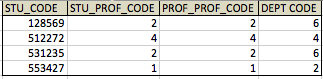 STU_CODE STU_PROF_CODE PROF_PROF_CODE DEPT CODE
128569 2 2 6
512272 4 4 4
531235 2 2 6
553427 1 1 2